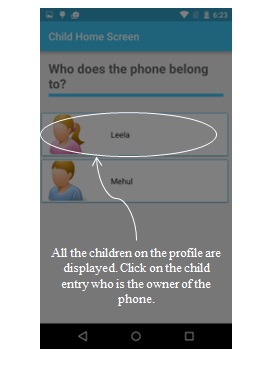 6:23
Child Home Screen
Who does the phone belong
to?
Leela
Mehul
All the children on the profile are
displayed. Click on the child
entry who is the owner of the
phone.